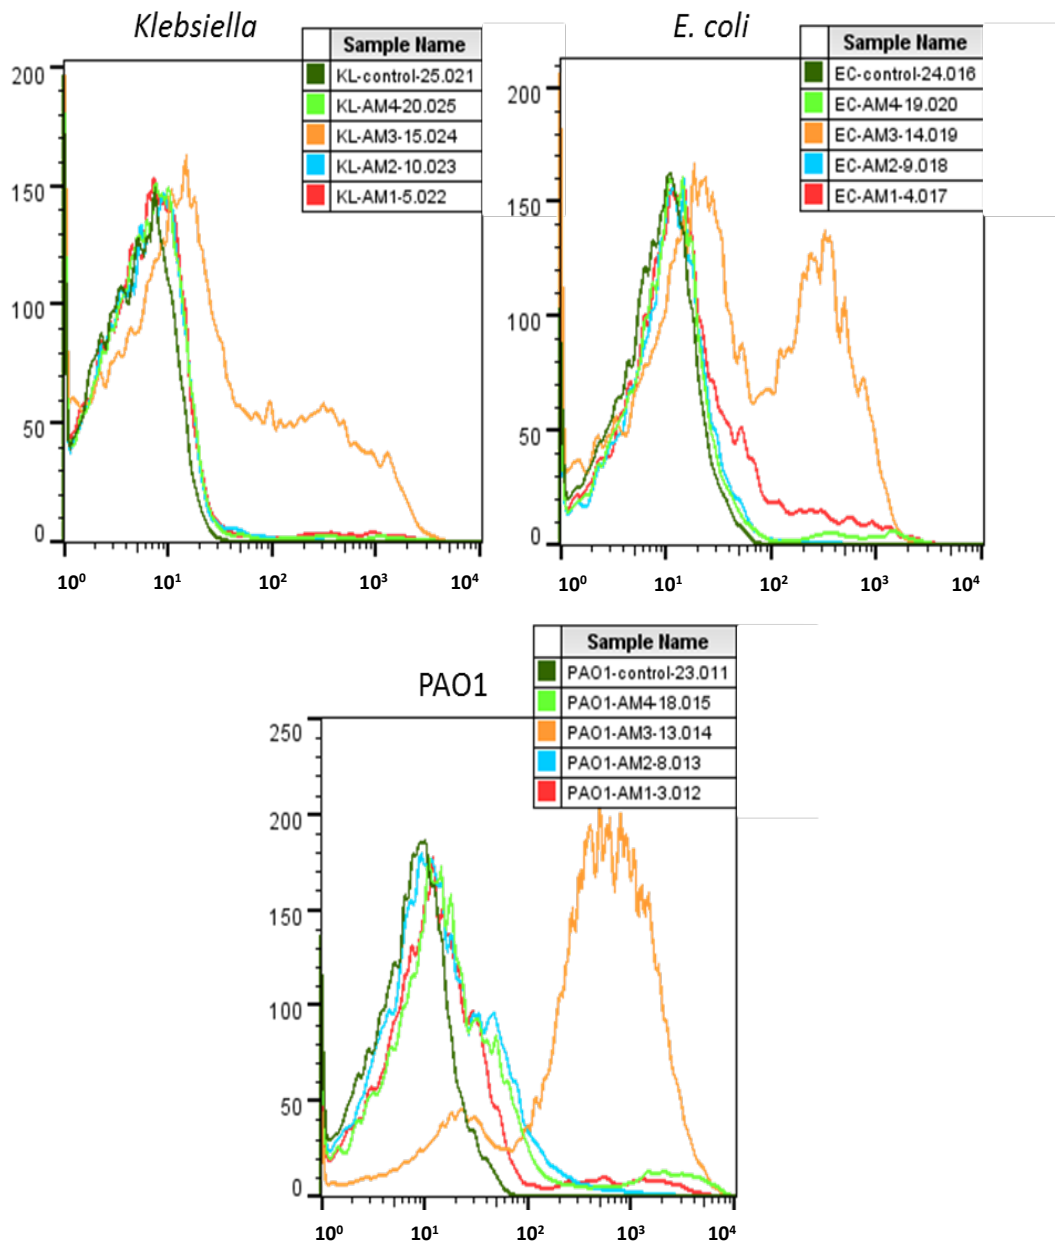 Klebsiella
Sample Name
KL-control-25.021
KL-AM4-20.025
KL-AM3-15.024
KL-AM2-10.023
KL-AM1-5.022
200
150
100
50
0
10⁰ 10¹ 10² 10³ 10⁴
E. coli
Sample Name
EC-control-24.016
EC-AM4-19.020
EC-AM3-14.019
EC-AM2-9.018
EC-AM1-4.017
200
150
100
50
0
10⁰ 10¹ 10² 10³ 10⁴
PAO1
Sample Name
PAO1-control-23.011
PAO1-AM4-18.015
PAO1-AM3-13.014
PAO1-AM2-8.013
PAO1-AM1-3.012
250
200
150
100
50
0
10⁰ 10¹ 10² 10³ 10⁴